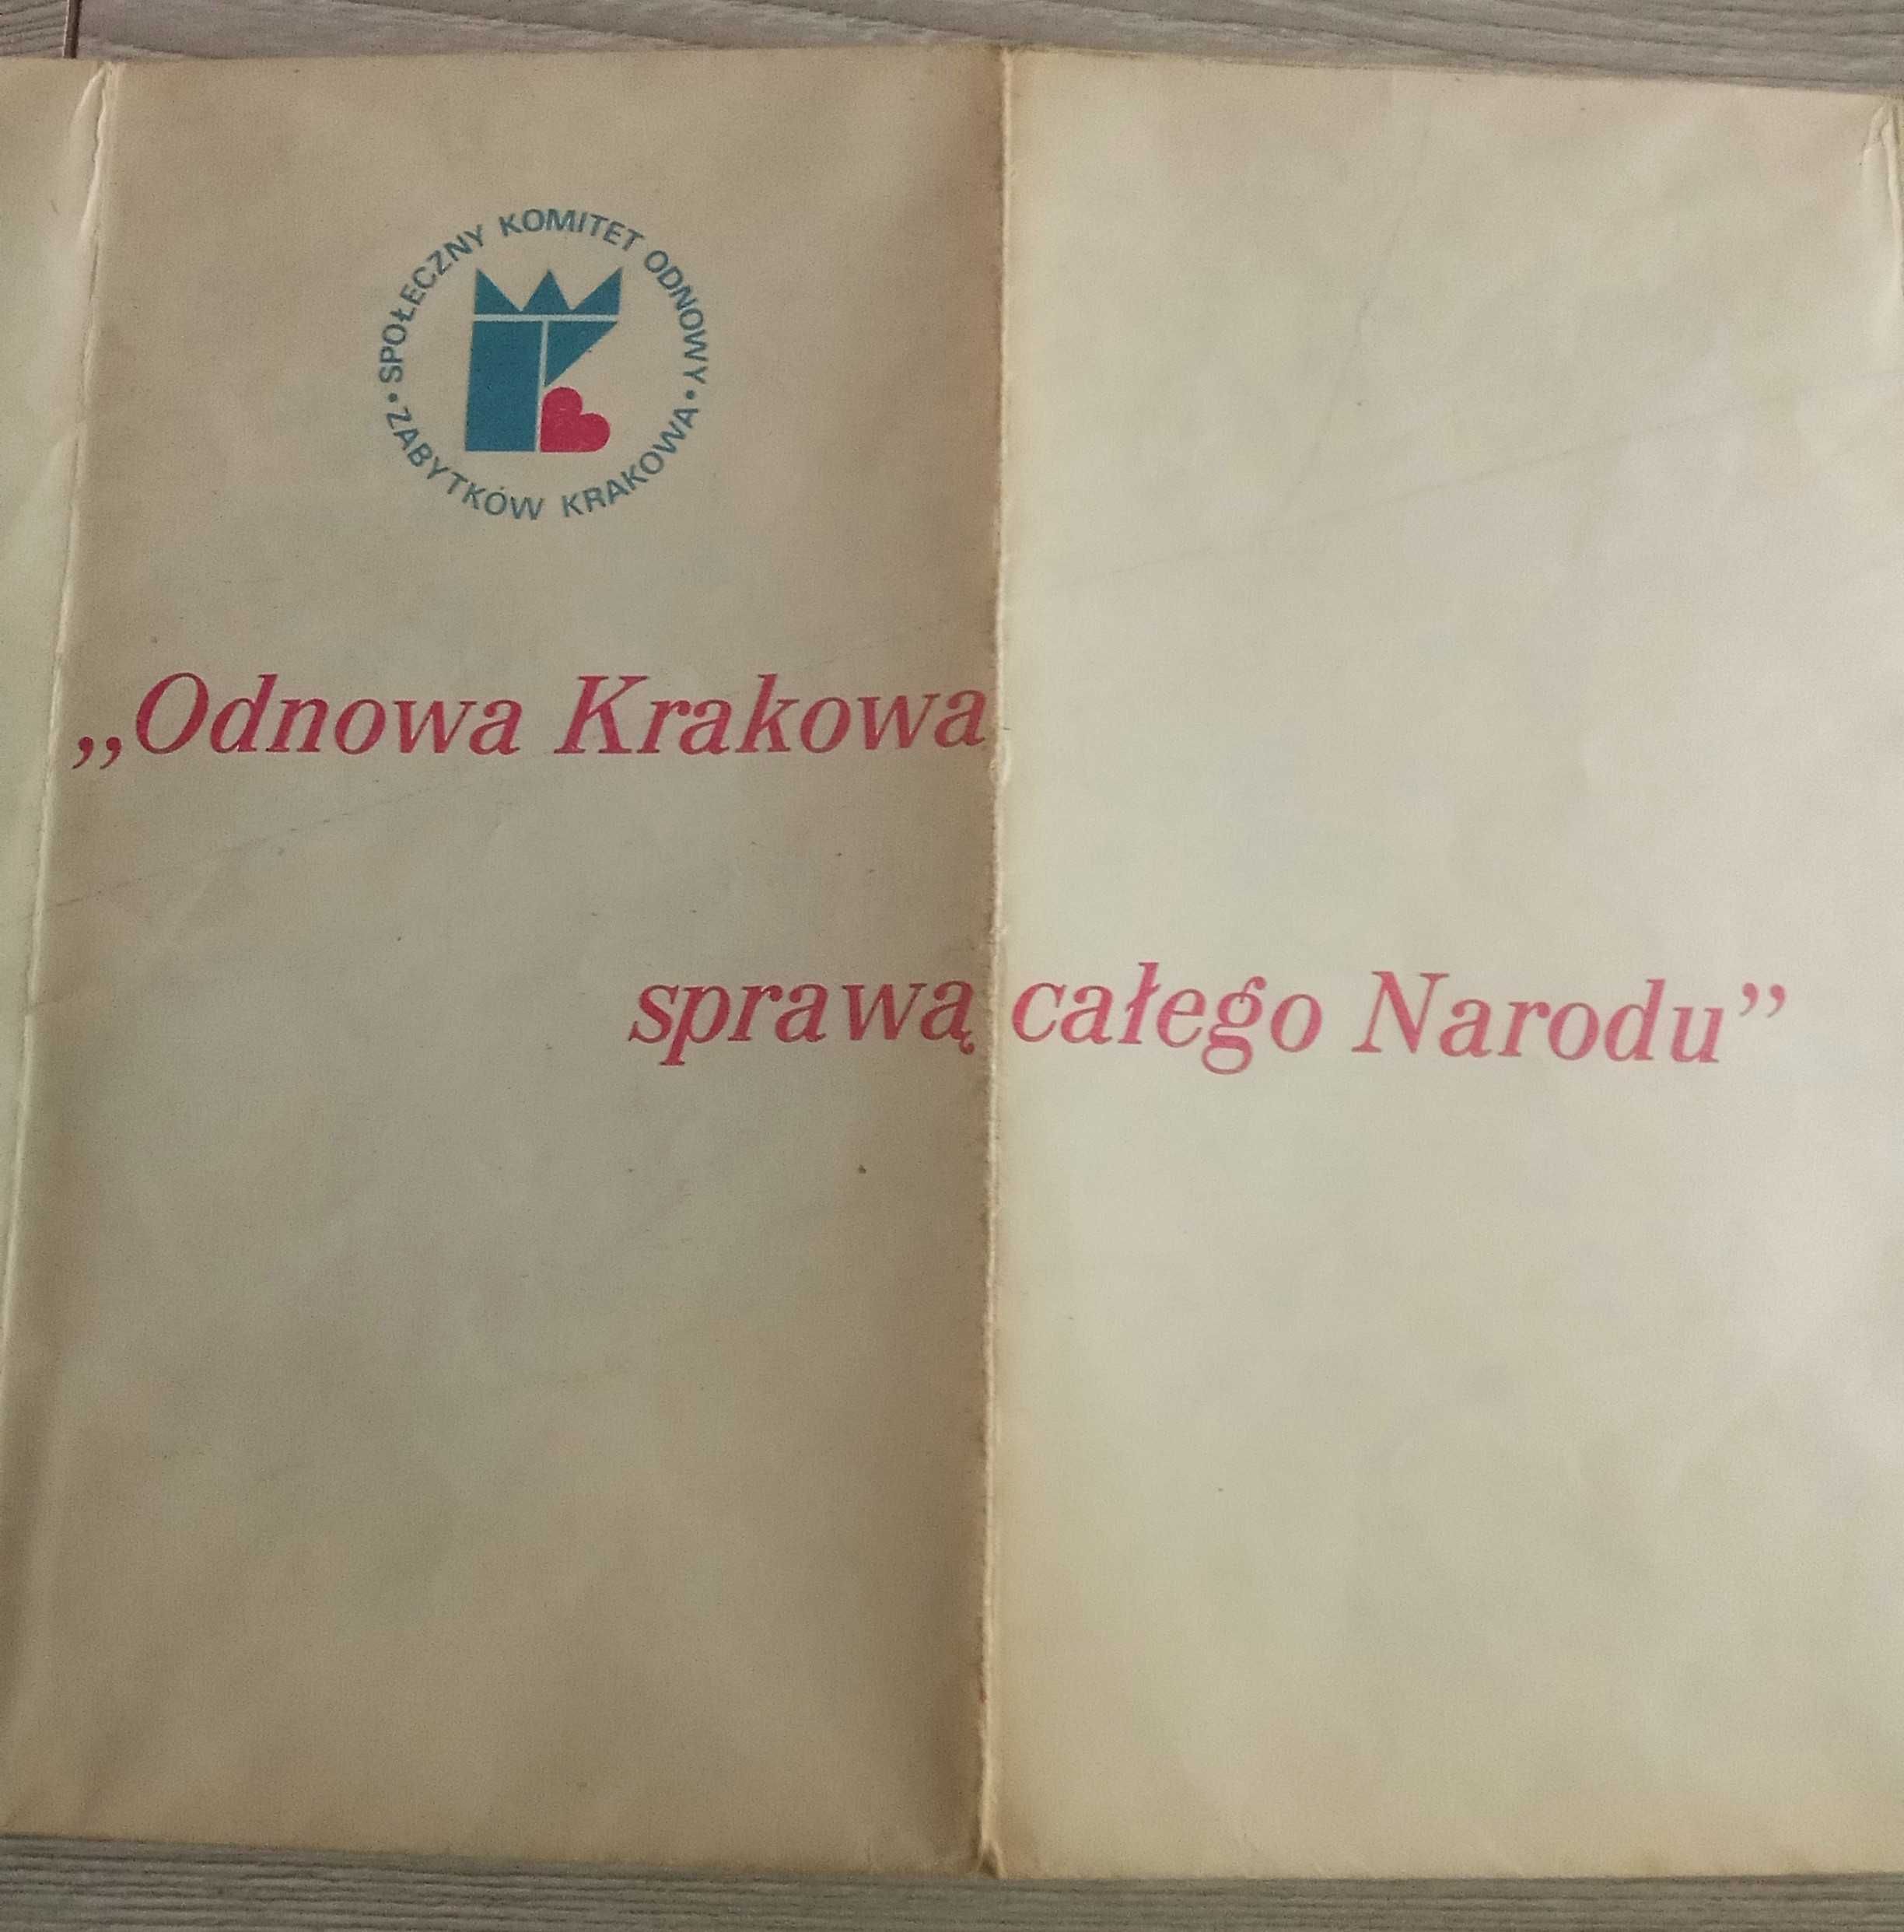 SPOŁECZNY KOMITET ODNOWY •
ZABYTKÓW KRAKOWA •
,,Odnowa Krakowa
sprawą całego Narodu”